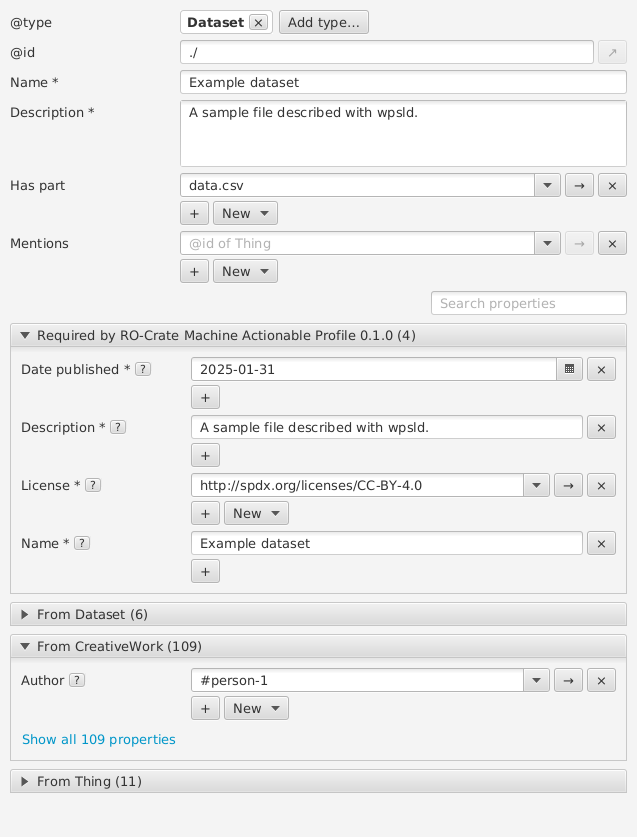 @type Dataset × Add type...
@id ./ ↗
Name * Example dataset
Description * A sample file described with wpsld.
Has part data.csv → ×
+ New
Mentions @id of Thing → ×
+ New
Search properties
Required by RO-Crate Machine Actionable Profile 0.1.0 (4)
Date published * ? 2025-01-31 ×
+
Description * ? A sample file described with wpsld. ×
+
License * ? http://spdx.org/licenses/CC-BY-4.0 → ×
+ New
Name * ? Example dataset ×
+
From Dataset (6)
From CreativeWork (109)
Author ? #person-1 → ×
+ New
Show all 109 properties
From Thing (11)